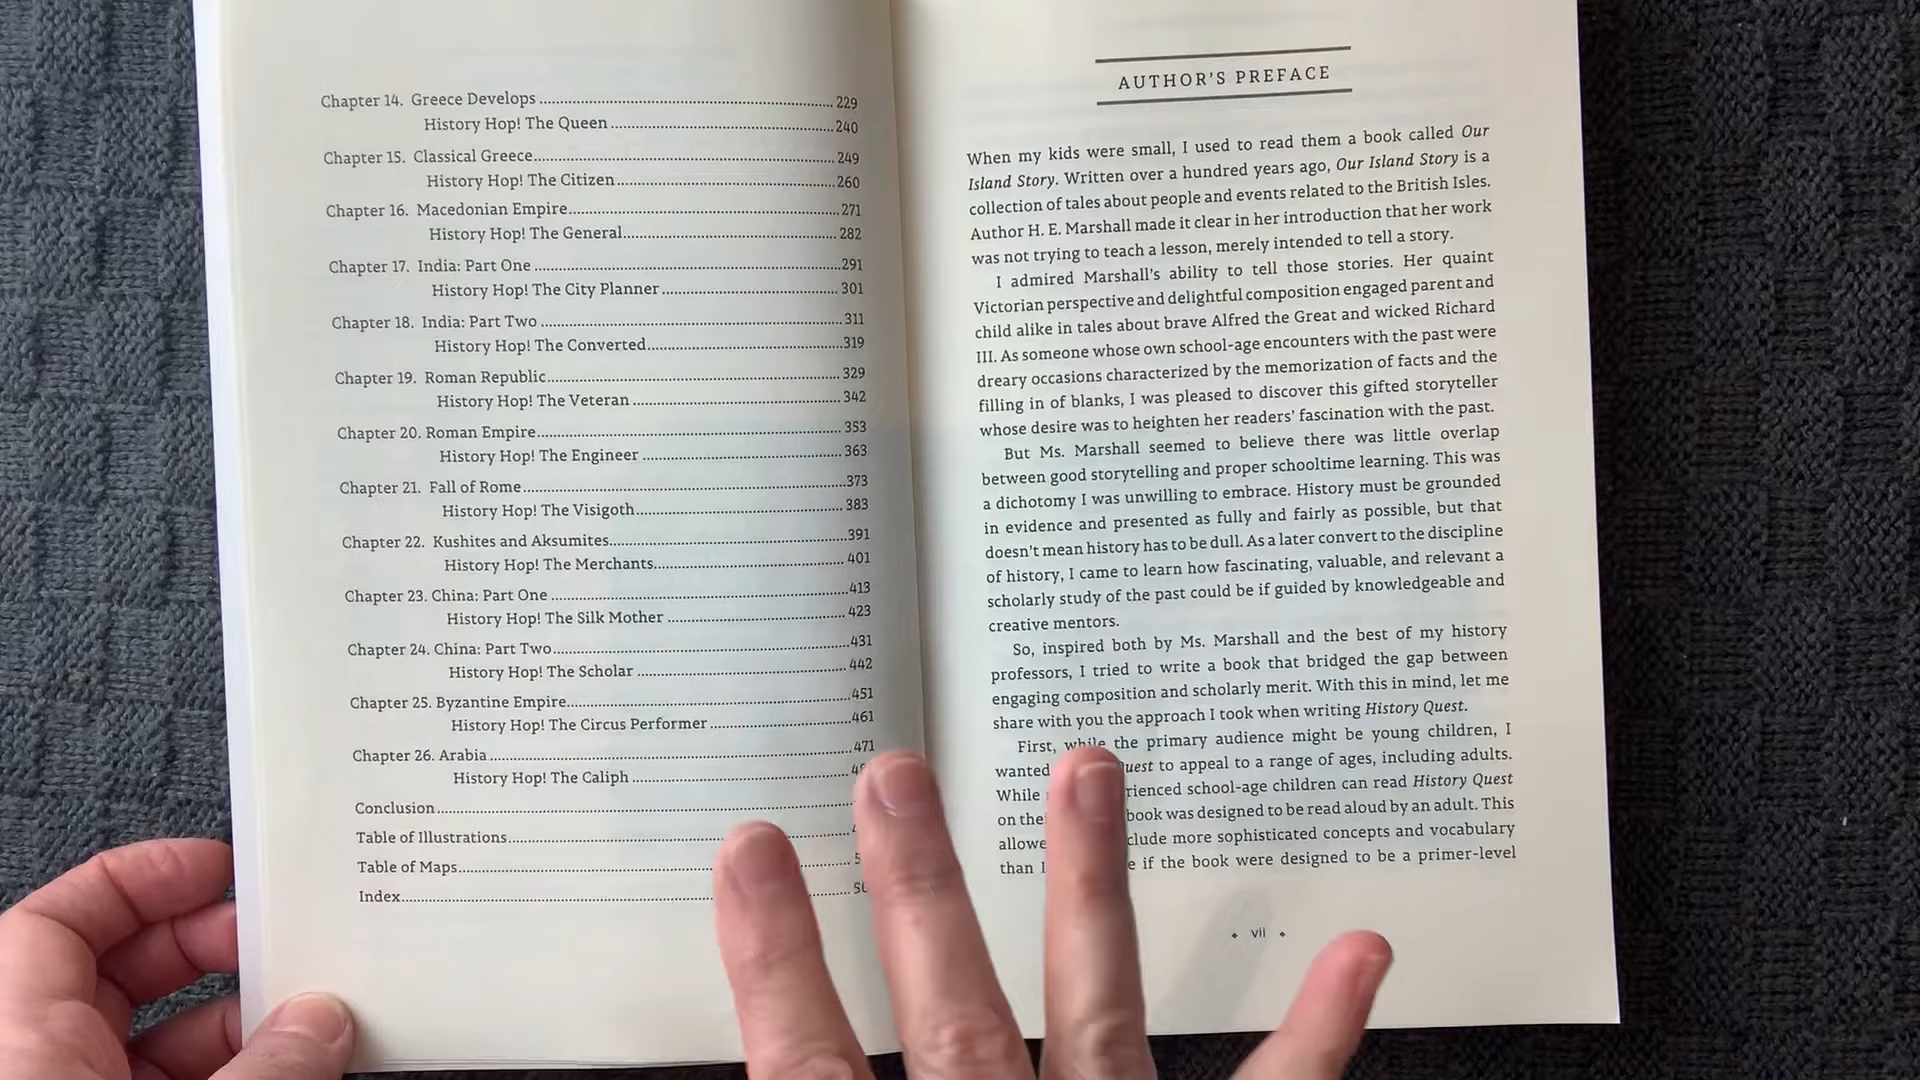 Chapter 14. Greece Develops ........ 229
History Hop! The Queen ........ 240
Chapter 15. Classical Greece ........ 249
History Hop! The Citizen ........ 260
Chapter 16. Macedonian Empire ........ 271
History Hop! The General ........ 282
Chapter 17. India: Part One ........ 291
History Hop! The City Planner ........ 301
Chapter 18. India: Part Two ........ 311
History Hop! The Converted ........ 319
Chapter 19. Roman Republic ........ 329
History Hop! The Veteran ........ 342
Chapter 20. Roman Empire ........ 353
History Hop! The Engineer ........ 363
Chapter 21. Fall of Rome ........ 373
History Hop! The Visigoth ........ 383
Chapter 22. Kushites and Aksumites ........ 391
History Hop! The Merchants ........ 401
Chapter 23. China: Part One ........ 413
History Hop! The Silk Mother ........ 423
Chapter 24. China: Part Two ........ 431
History Hop! The Scholar ........ 442
Chapter 25. Byzantine Empire ........ 451
History Hop! The Circus Performer ........ 461
Chapter 26. Arabia ........ 471
History Hop! The Caliph ........
Conclusion ........
Table of Illustrations ........
Table of Maps ........
Index ........
AUTHOR'S PREFACE
When my kids were small, I used to read them a book called Our
Island Story. Written over a hundred years ago, Our Island Story is a
collection of tales about people and events related to the British Isles.
Author H. E. Marshall made it clear in her introduction that her work
was not trying to teach a lesson, merely intended to tell a story.
I admired Marshall's ability to tell those stories. Her quaint
Victorian perspective and delightful composition engaged parent and
child alike in tales about brave Alfred the Great and wicked Richard
III. As someone whose own school-age encounters with the past were
dreary occasions characterized by the memorization of facts and the
filling in of blanks, I was pleased to discover this gifted storyteller
whose desire was to heighten her readers' fascination with the past.
But Ms. Marshall seemed to believe there was little overlap
between good storytelling and proper schooltime learning. This was
a dichotomy I was unwilling to embrace. History must be grounded
in evidence and presented as fully and fairly as possible, but that
doesn't mean history has to be dull. As a later convert to the discipline
of history, I came to learn how fascinating, valuable, and relevant a
scholarly study of the past could be if guided by knowledgeable and
creative mentors.
So, inspired both by Ms. Marshall and the best of my history
professors, I tried to write a book that bridged the gap between
engaging composition and scholarly merit. With this in mind, let me
share with you the approach I took when writing History Quest.
First, while the primary audience might be young children, I
wanted Quest to appeal to a range of ages, including adults.
While school-age children can read History Quest
on book was designed to be read aloud by an adult. This
more sophisticated concepts and vocabulary
than I if the book were designed to be a primer-level
vii